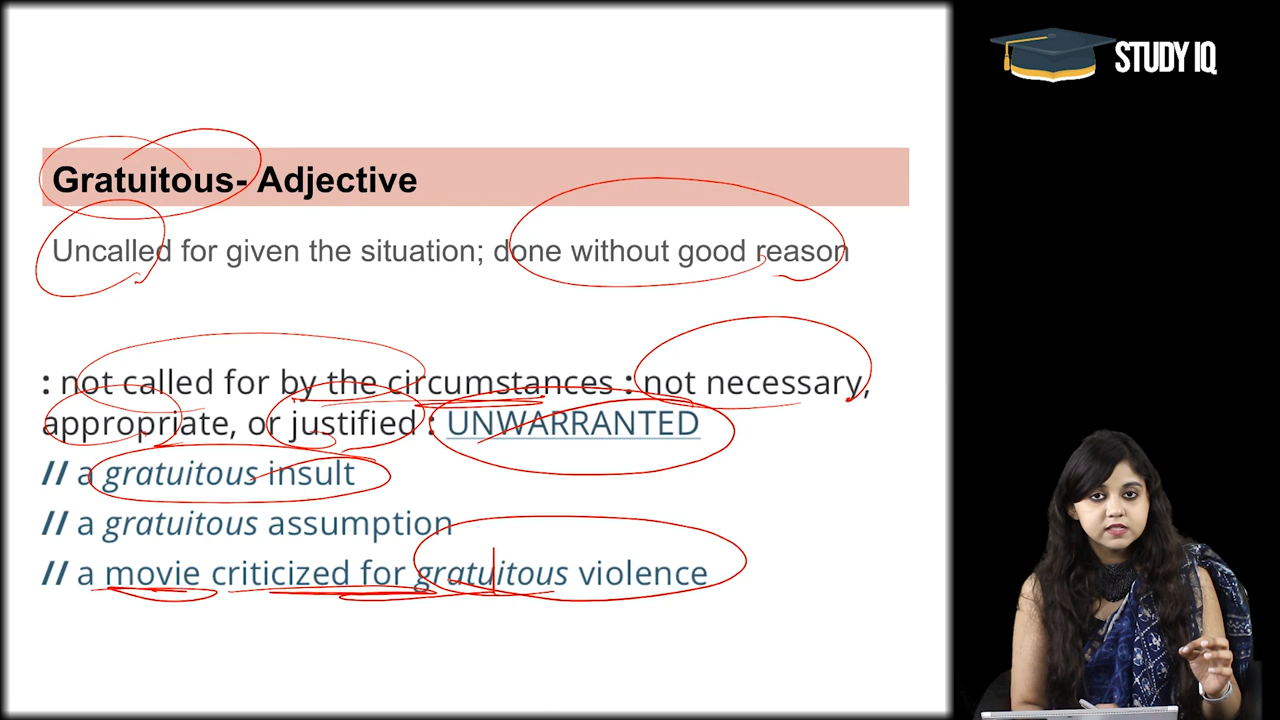 STUDY IQ
Gratuitous- Adjective
Uncalled for given the situation; done without good reason
: not called for by the circumstances : not necessary,
appropriate, or justified : UNWARRANTED
// a gratuitous insult
// a gratuitous assumption
// a movie criticized for gratuitous violence